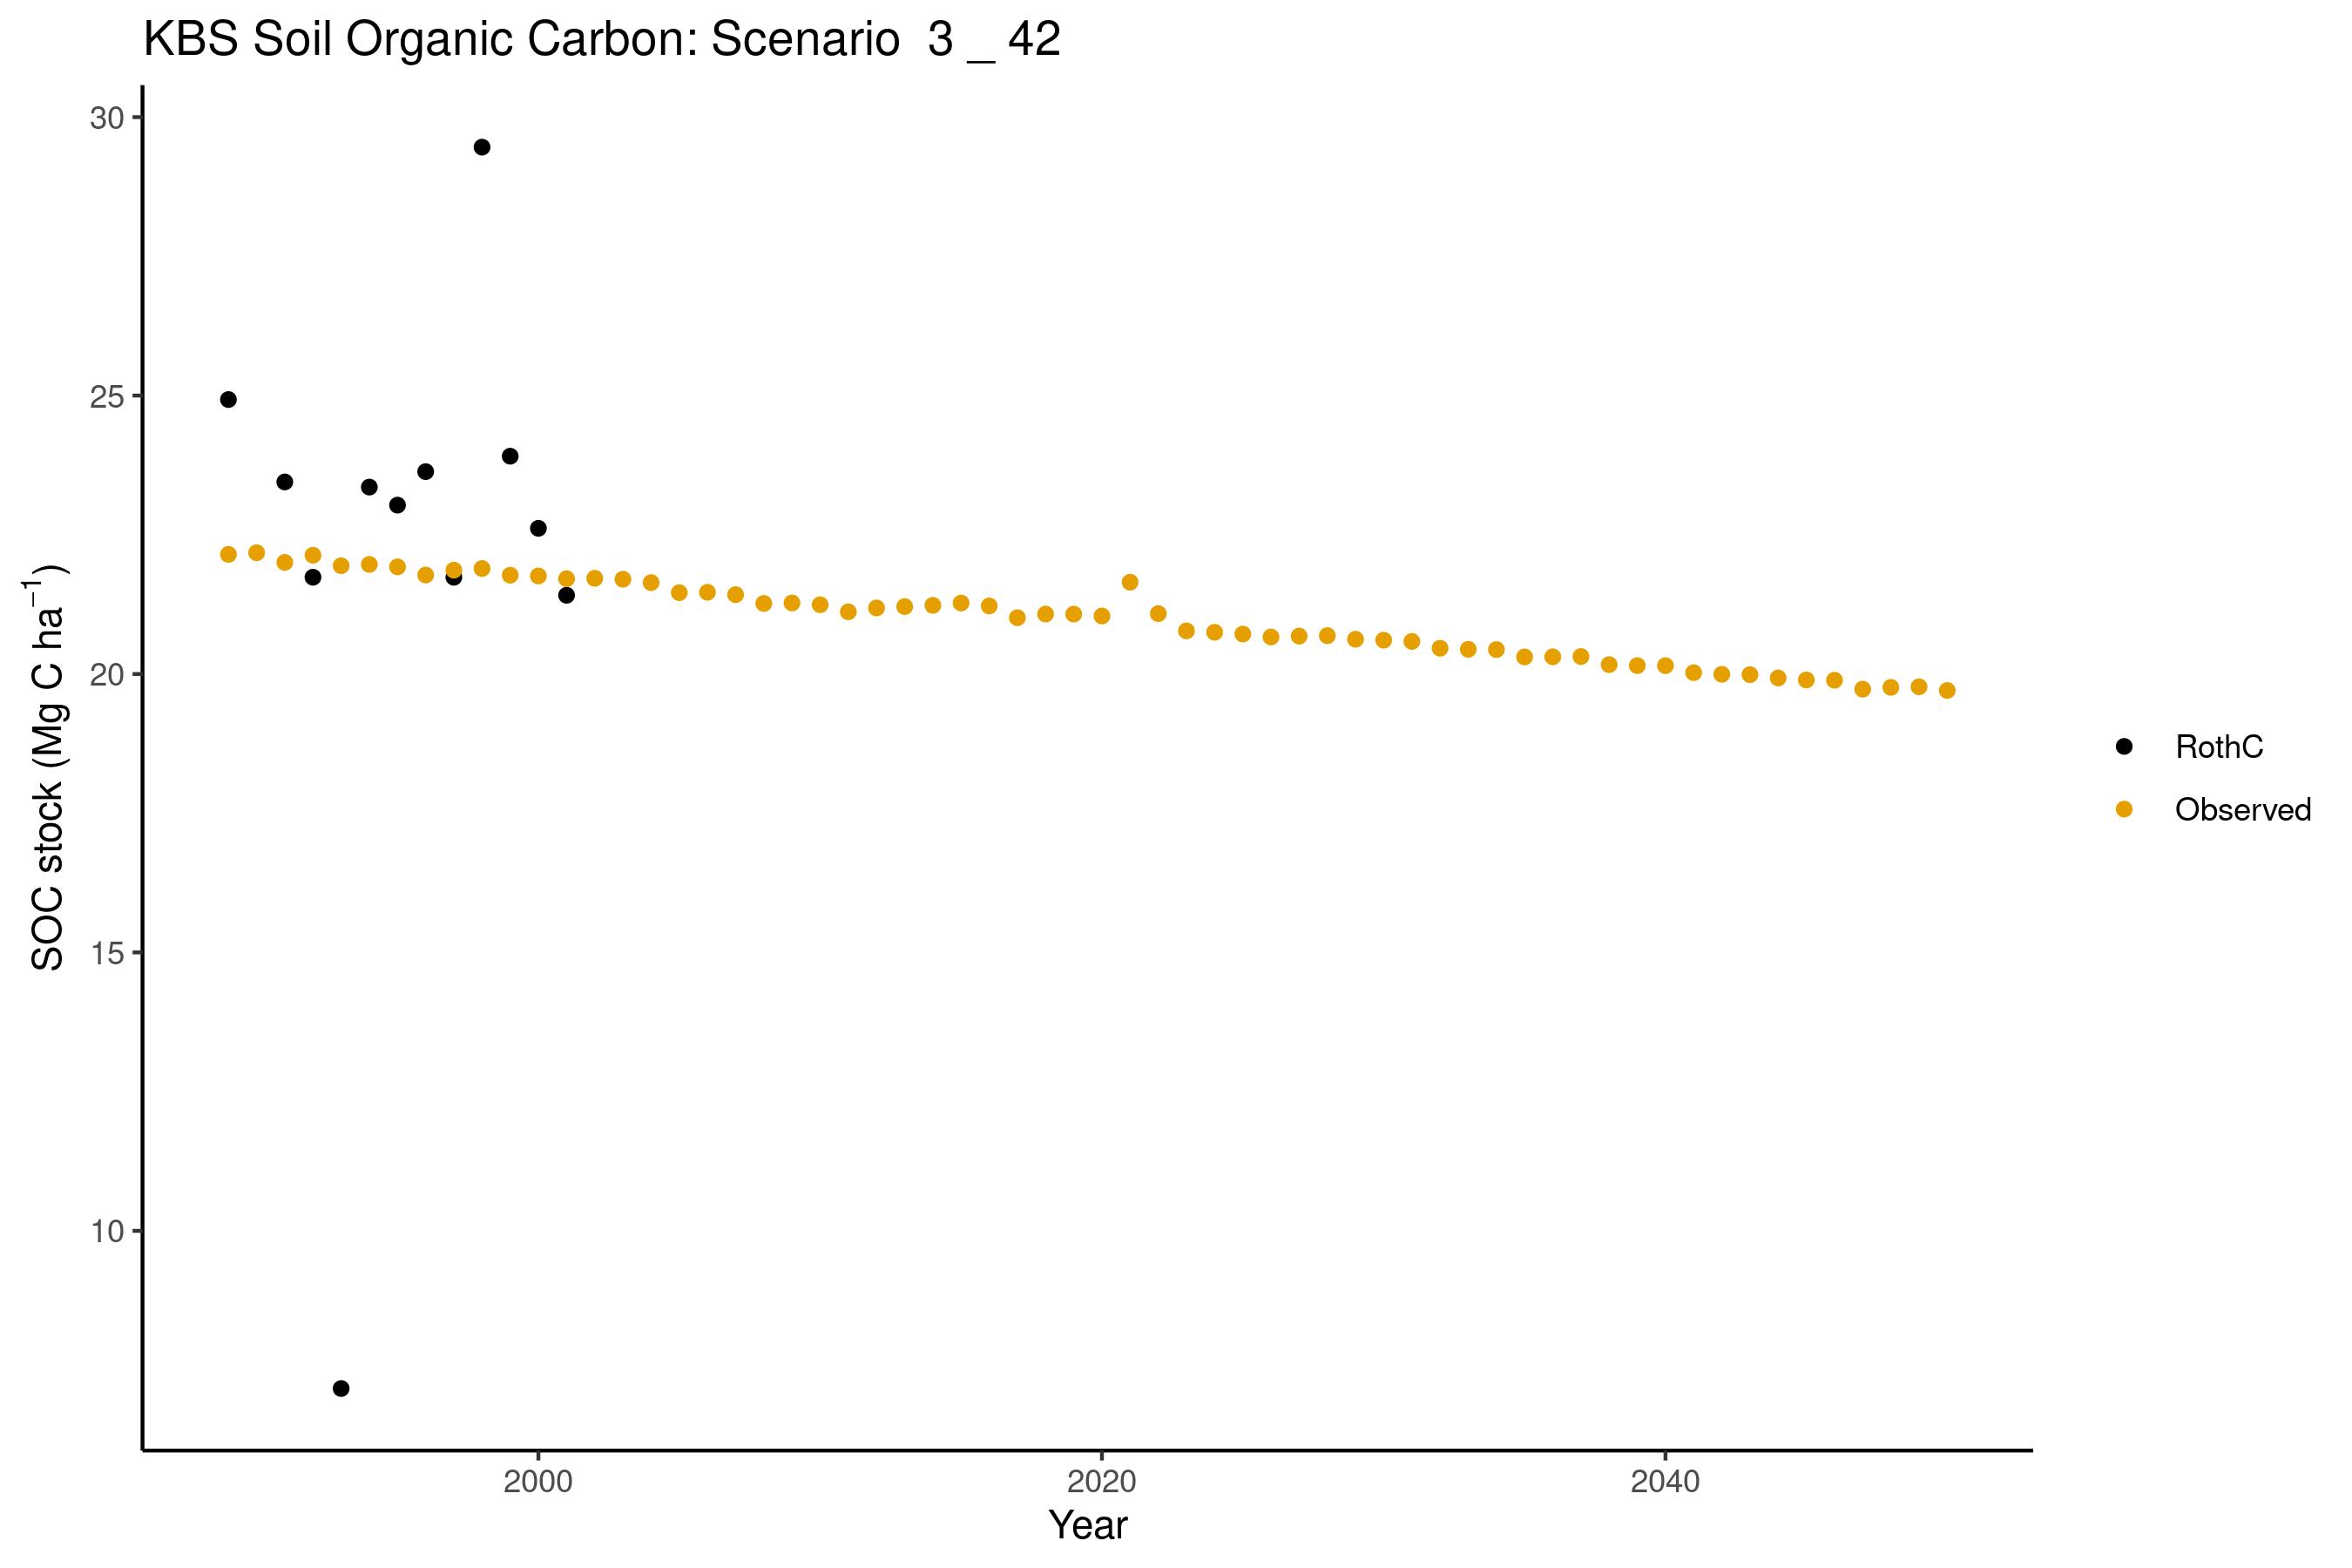 KBS Soil Organic Carbon: Scenario  3 _ 42
SOC stock (Mg C ha⁻¹)
30
25
20
15
10
2000
2020
2040
Year
RothC
Observed